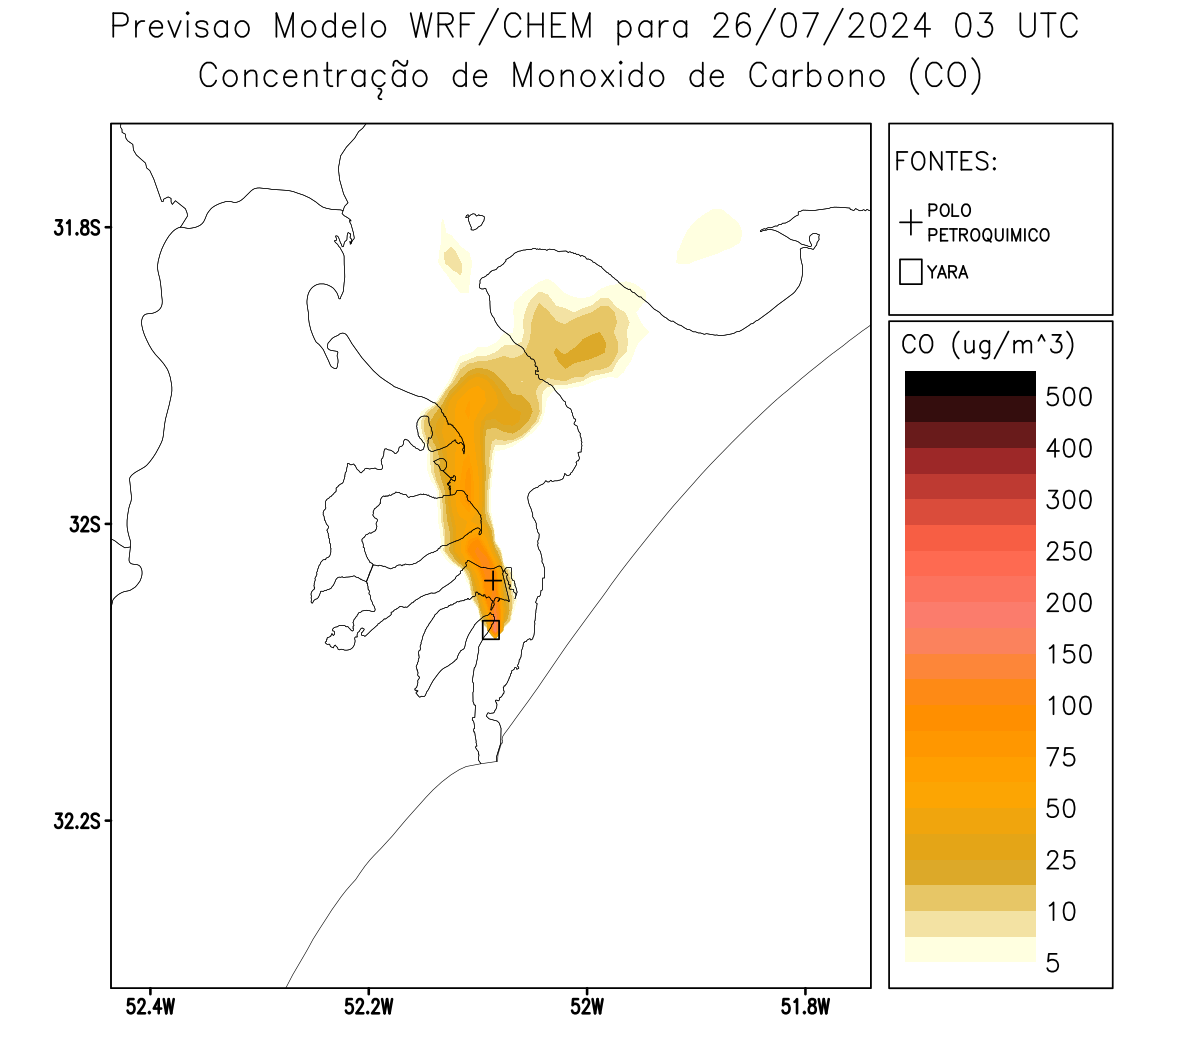 Previsao Modelo WRF/CHEM para 26/07/2024 03 UTC
Concentração de Monoxido de Carbono (CO)
FONTES:
POLO
PETROQUIMICO
YARA
31.8S
32S
32.2S
52.4W
52.2W
52W
51.8W
CO (ug/m^3)
500
400
300
250
200
150
100
75
50
25
10
5